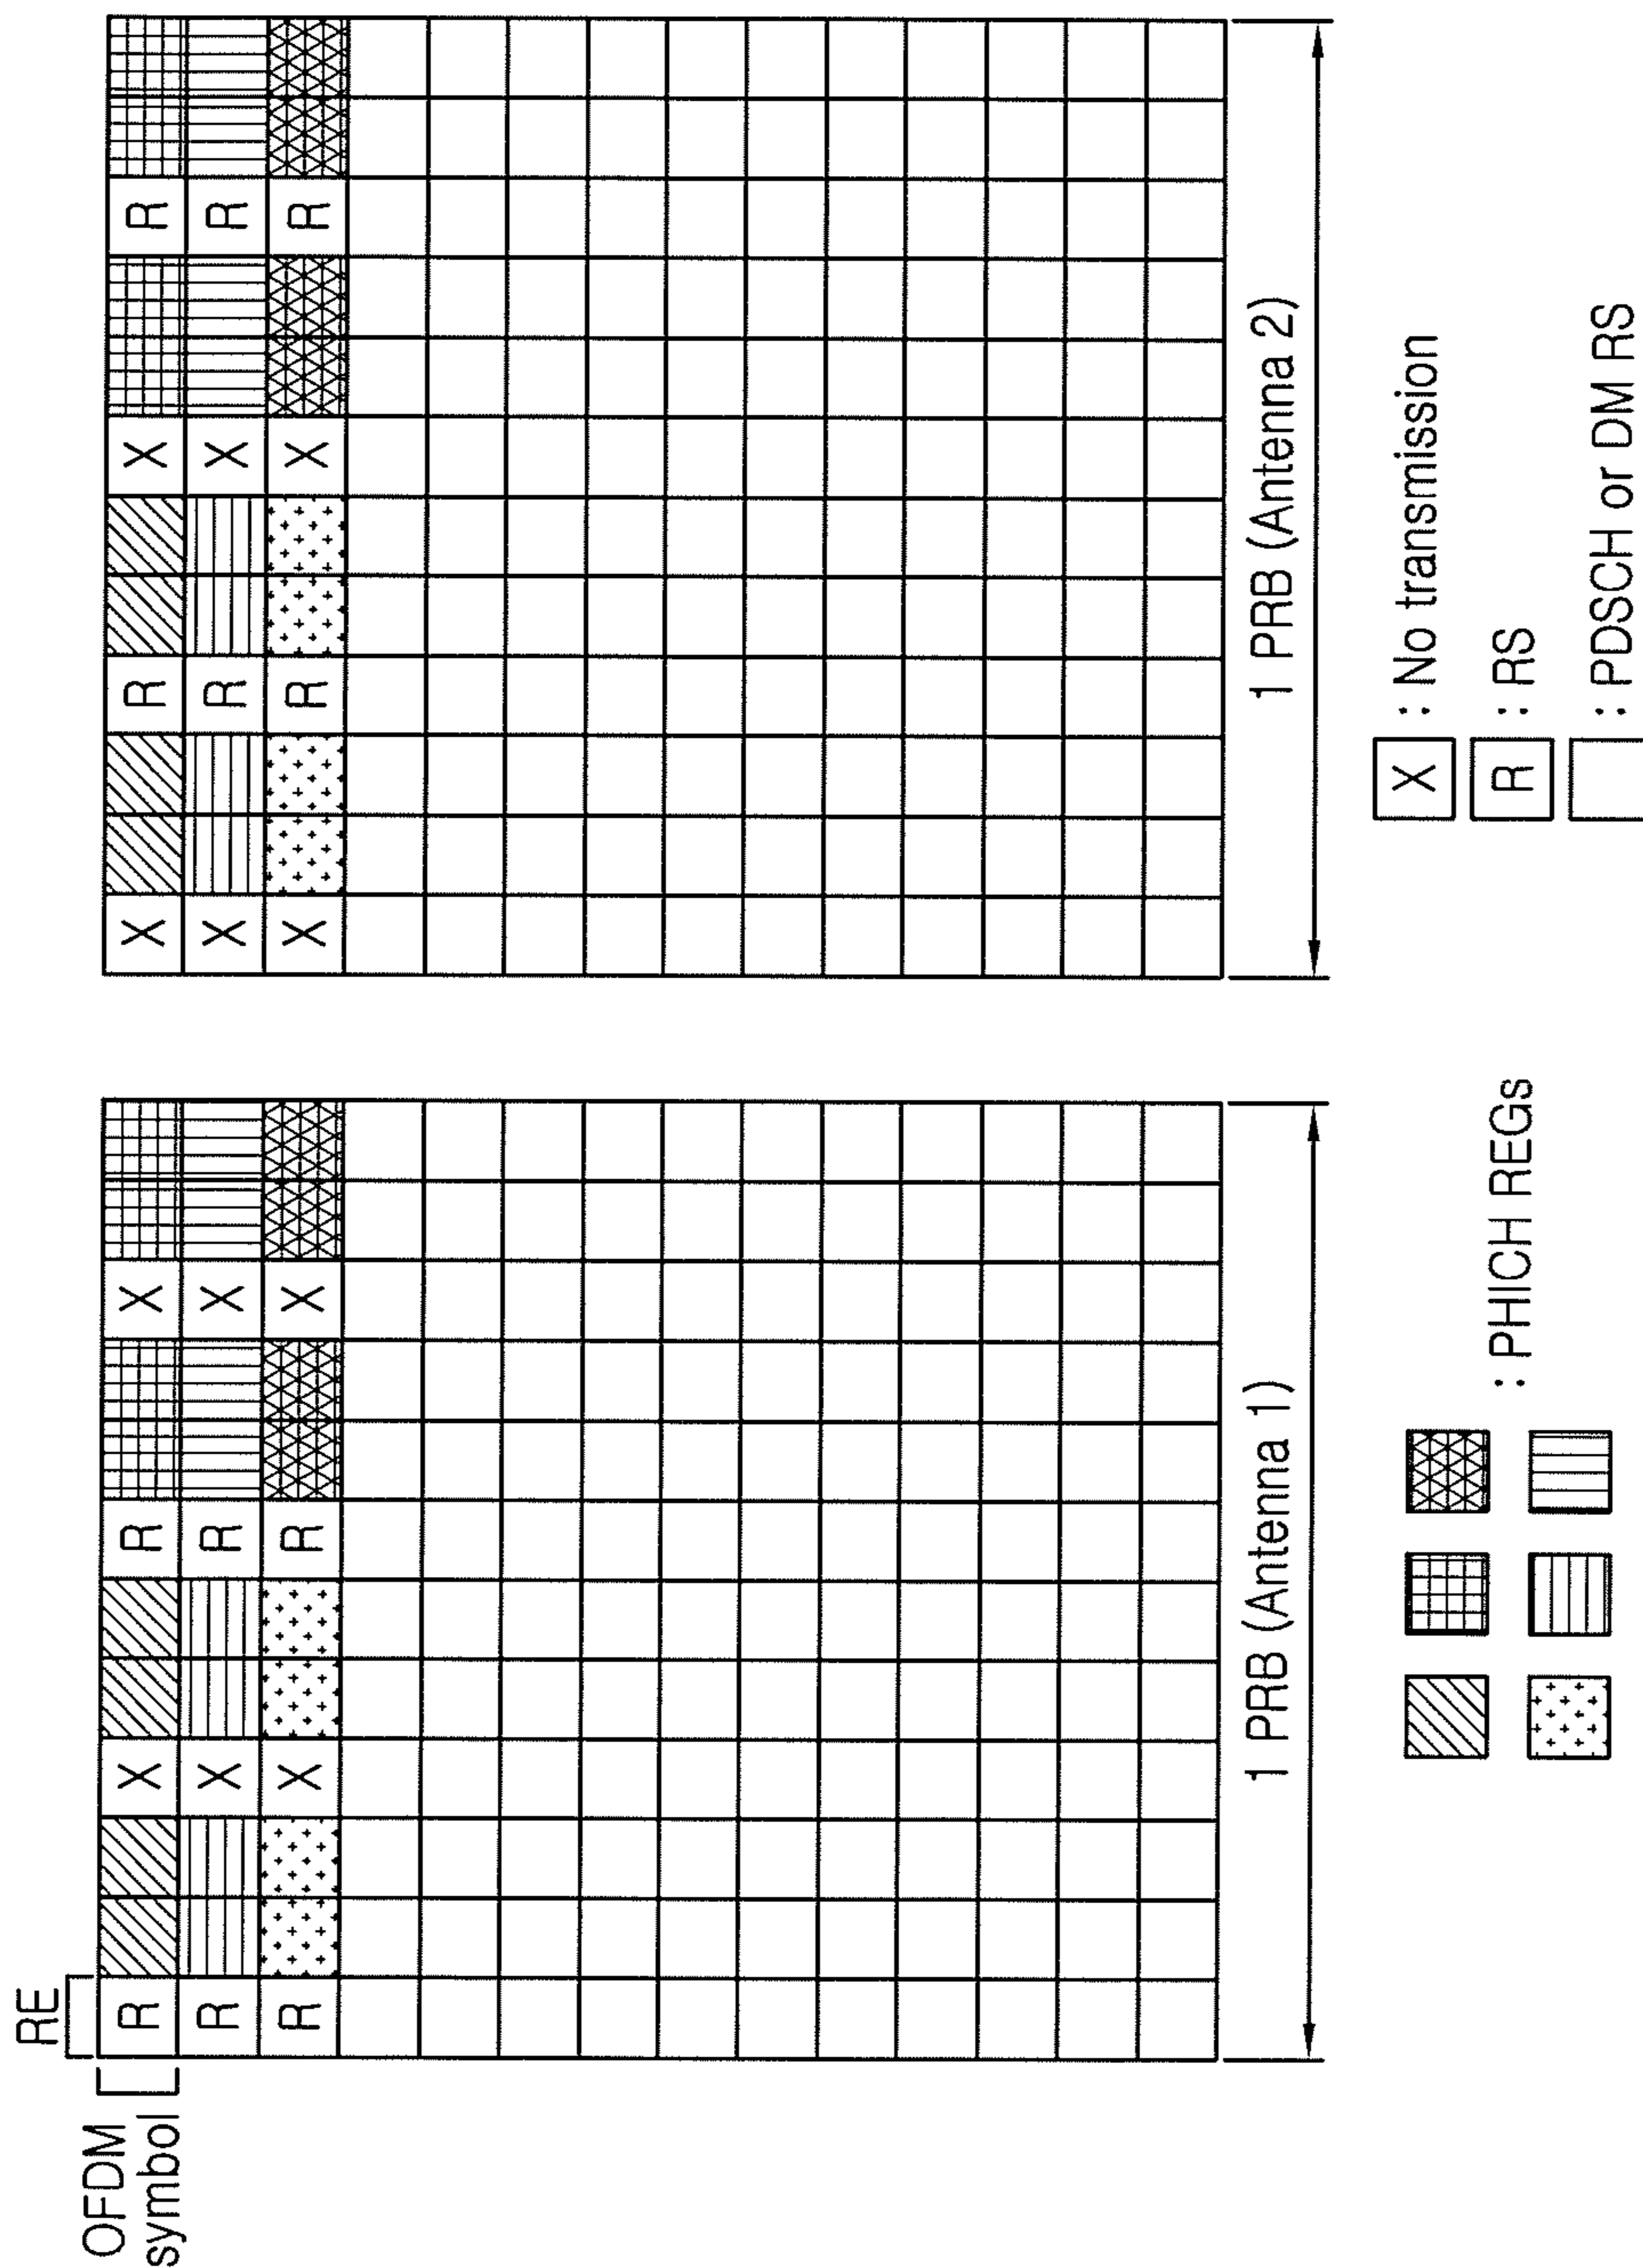 RE
OFDM
symbol
R X R X X R X R
R X R X X R X R
R X R X X R X R
1 PRB (Antenna 1)
1 PRB (Antenna 2)
: PHICH REGs
X : No transmission
R : RS
: PDSCH or DM RS